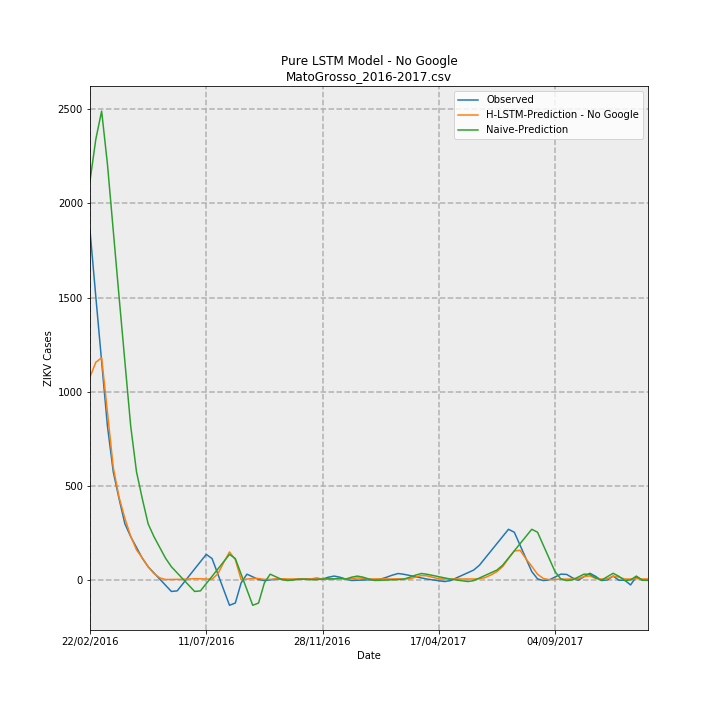 Pure LSTM Model - No Google
MatoGrosso_2016-2017.csv
Observed
H-LSTM-Prediction - No Google
Naive-Prediction
2500
2000
1500
1000
500
0
ZIKV Cases
22/02/2016
11/07/2016
28/11/2016
17/04/2017
04/09/2017
Date